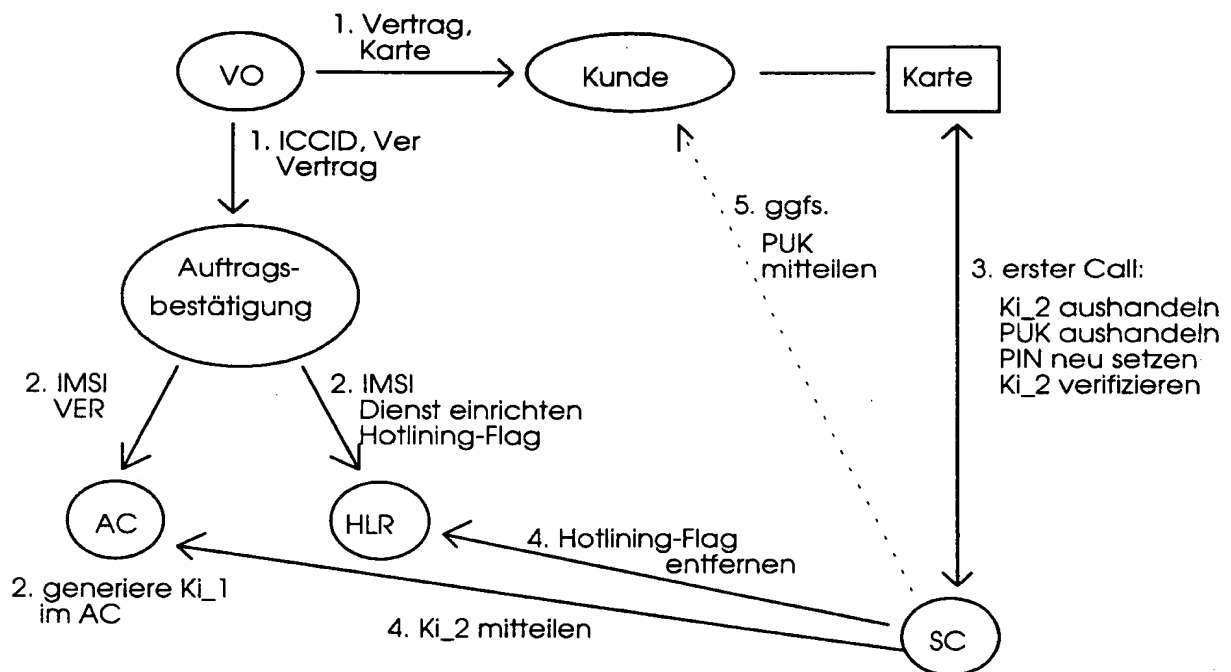 1. Vertrag,
Karte
VO
Kunde
Karte
1. ICCID, Ver
Vertrag
5. ggfs.
PUK
mitteilen
Auftrags-
bestätigung
3. erster Call:
Ki_2 aushandeln
PUK aushandeln
PIN neu setzen
Ki_2 verifizieren
2. IMSI
VER
2. IMSI
Dienst einrichten
Hotlining-Flag
AC
HLR
4. Hotlining-Flag
entfernen
2. generiere Ki_1
im AC
4. Ki_2 mitteilen
SC